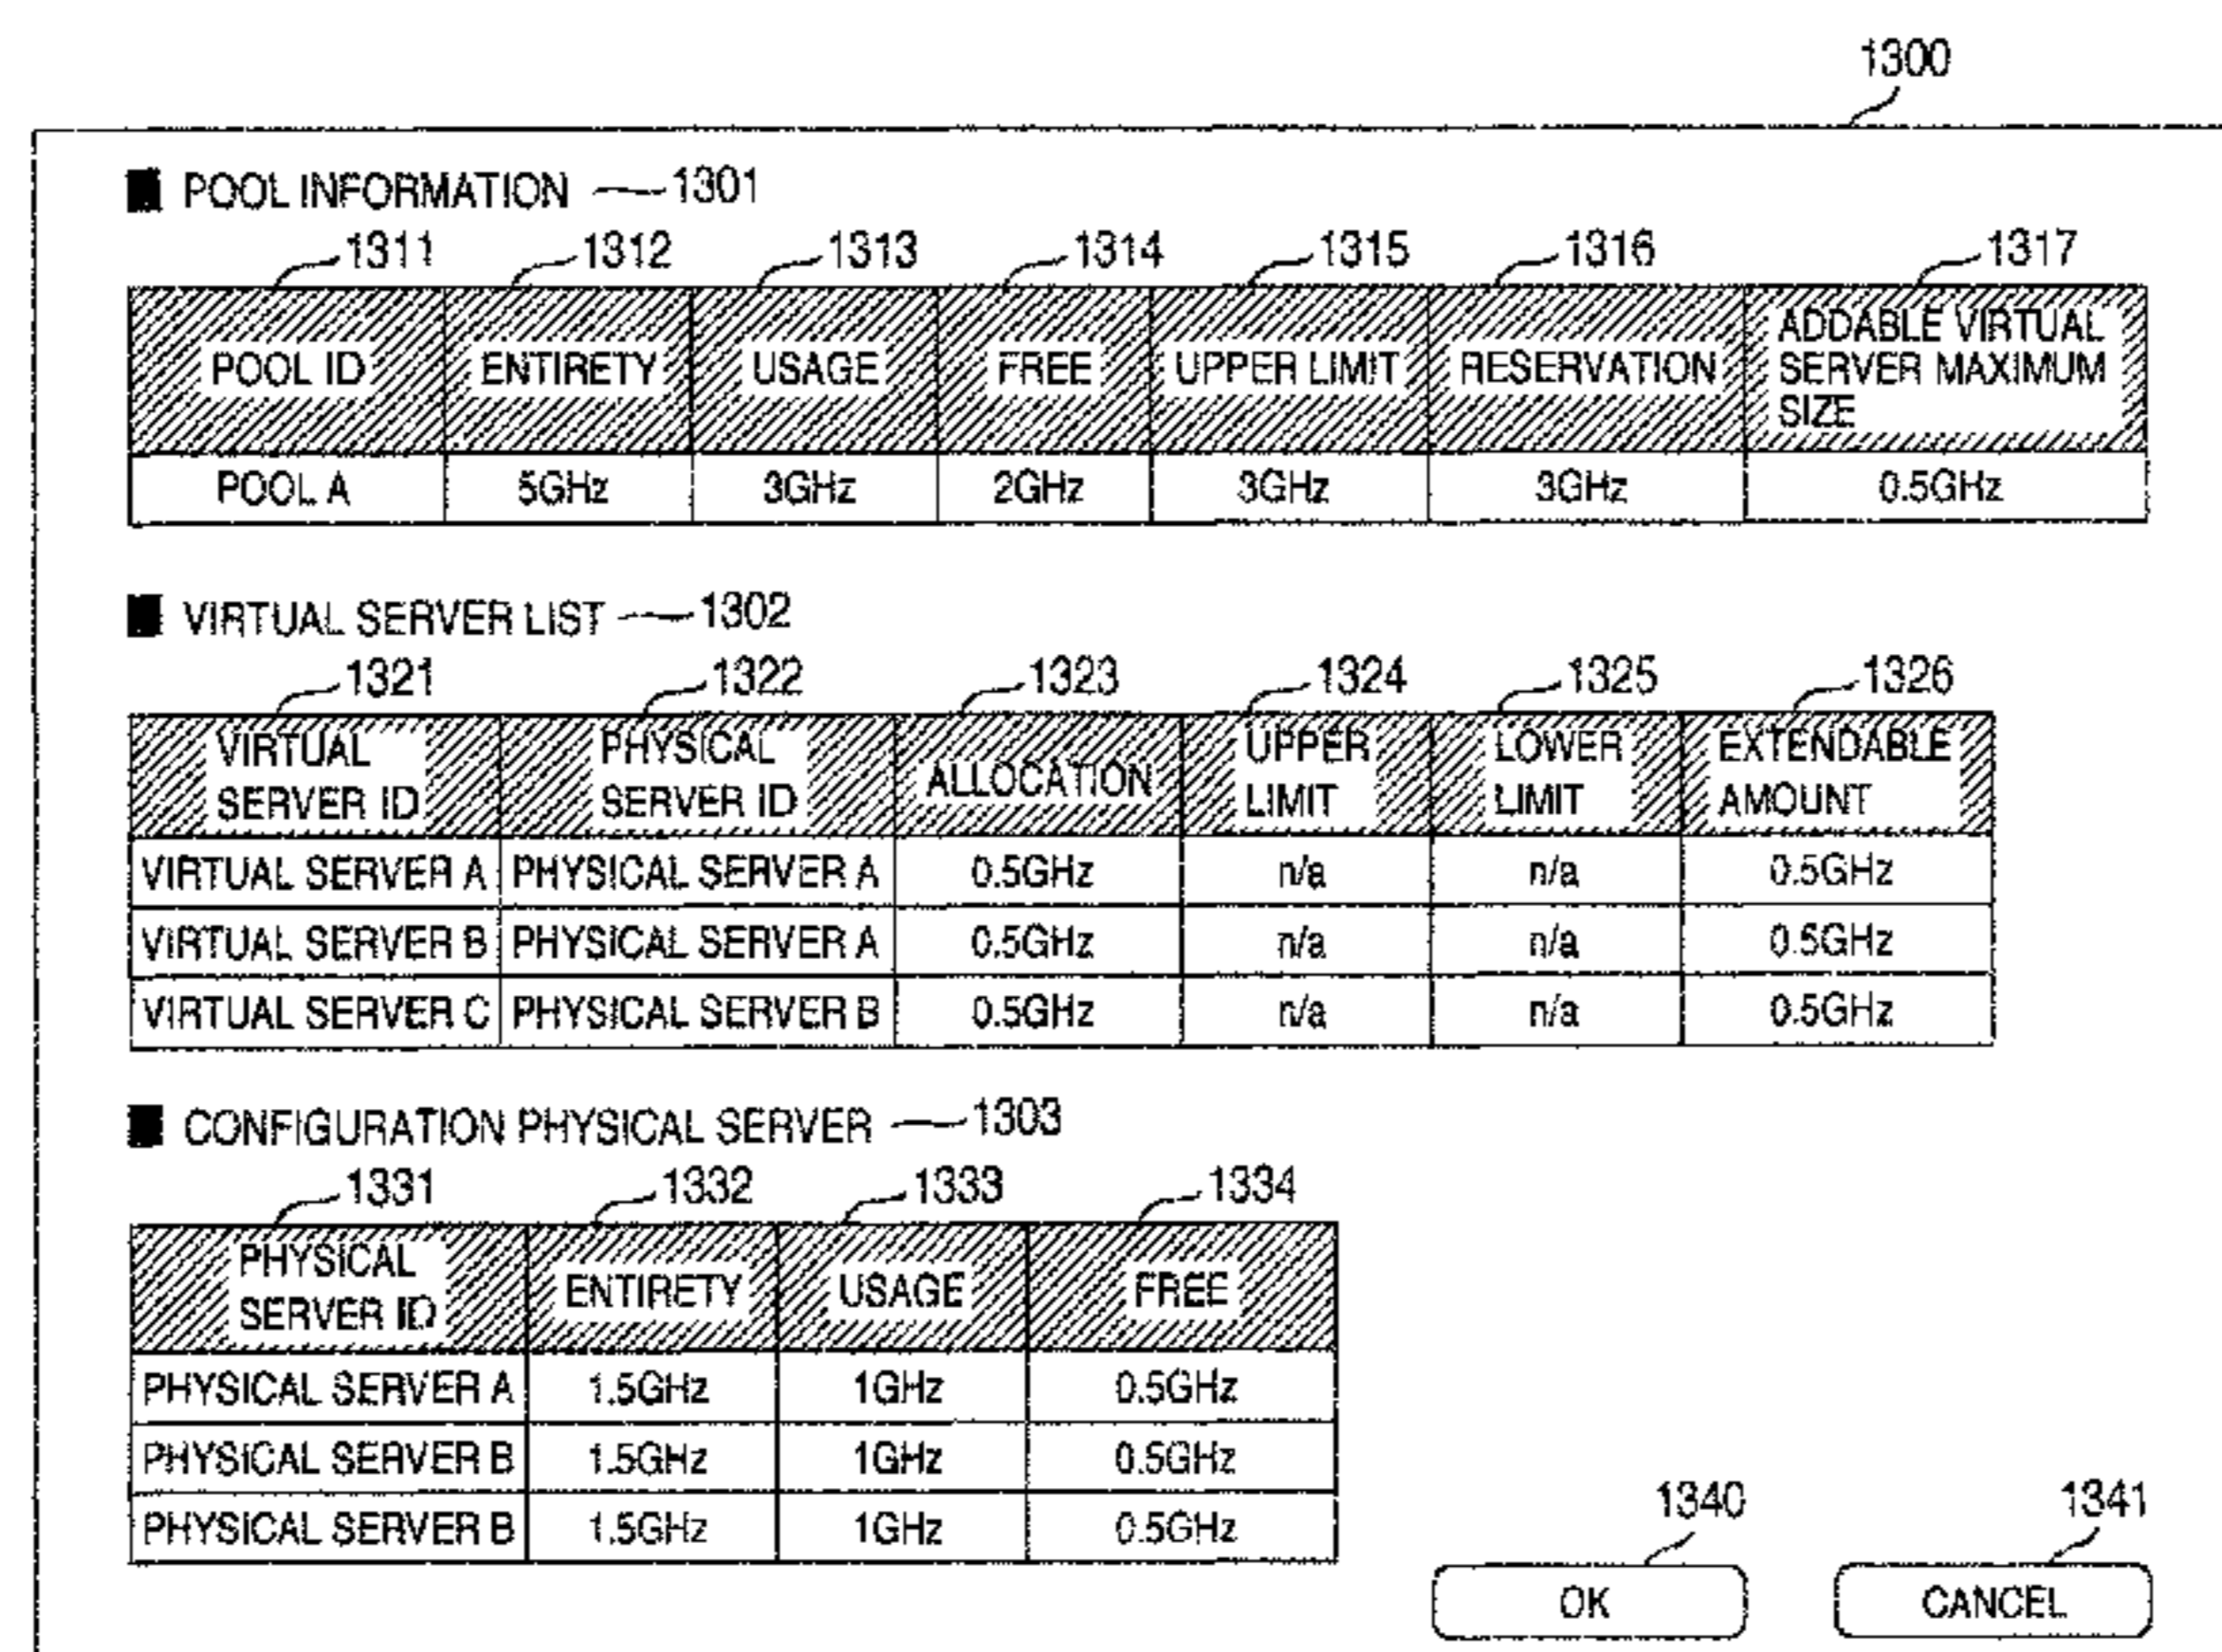 1300
POOL INFORMATION 1301
1311 1312 1313 1314 1315 1316 1317
POOL ID ENTIRETY USAGE FREE UPPER LIMIT RESERVATION ADDABLE VIRTUAL SERVER MAXIMUM SIZE
POOL A 5GHz 3GHz 2GHz 3GHz 3GHz 0.5GHz
VIRTUAL SERVER LIST 1302
1321 1322 1323 1324 1325 1326
VIRTUAL SERVER ID PHYSICAL SERVER ID ALLOCATION UPPER LIMIT LOWER LIMIT EXTENDABLE AMOUNT
VIRTUAL SERVER A PHYSICAL SERVER A 0.5GHz n/a n/a 0.5GHz
VIRTUAL SERVER B PHYSICAL SERVER A 0.5GHz n/a n/a 0.5GHz
VIRTUAL SERVER C PHYSICAL SERVER B 0.5GHz n/a n/a 0.5GHz
CONFIGURATION PHYSICAL SERVER 1303
1331 1332 1333 1334
PHYSICAL SERVER ID ENTIRETY USAGE FREE
PHYSICAL SERVER A 1.5GHz 1GHz 0.5GHz
PHYSICAL SERVER B 1.5GHz 1GHz 0.5GHz
PHYSICAL SERVER B 1.5GHz 1GHz 0.5GHz
1340 1341
OK CANCEL